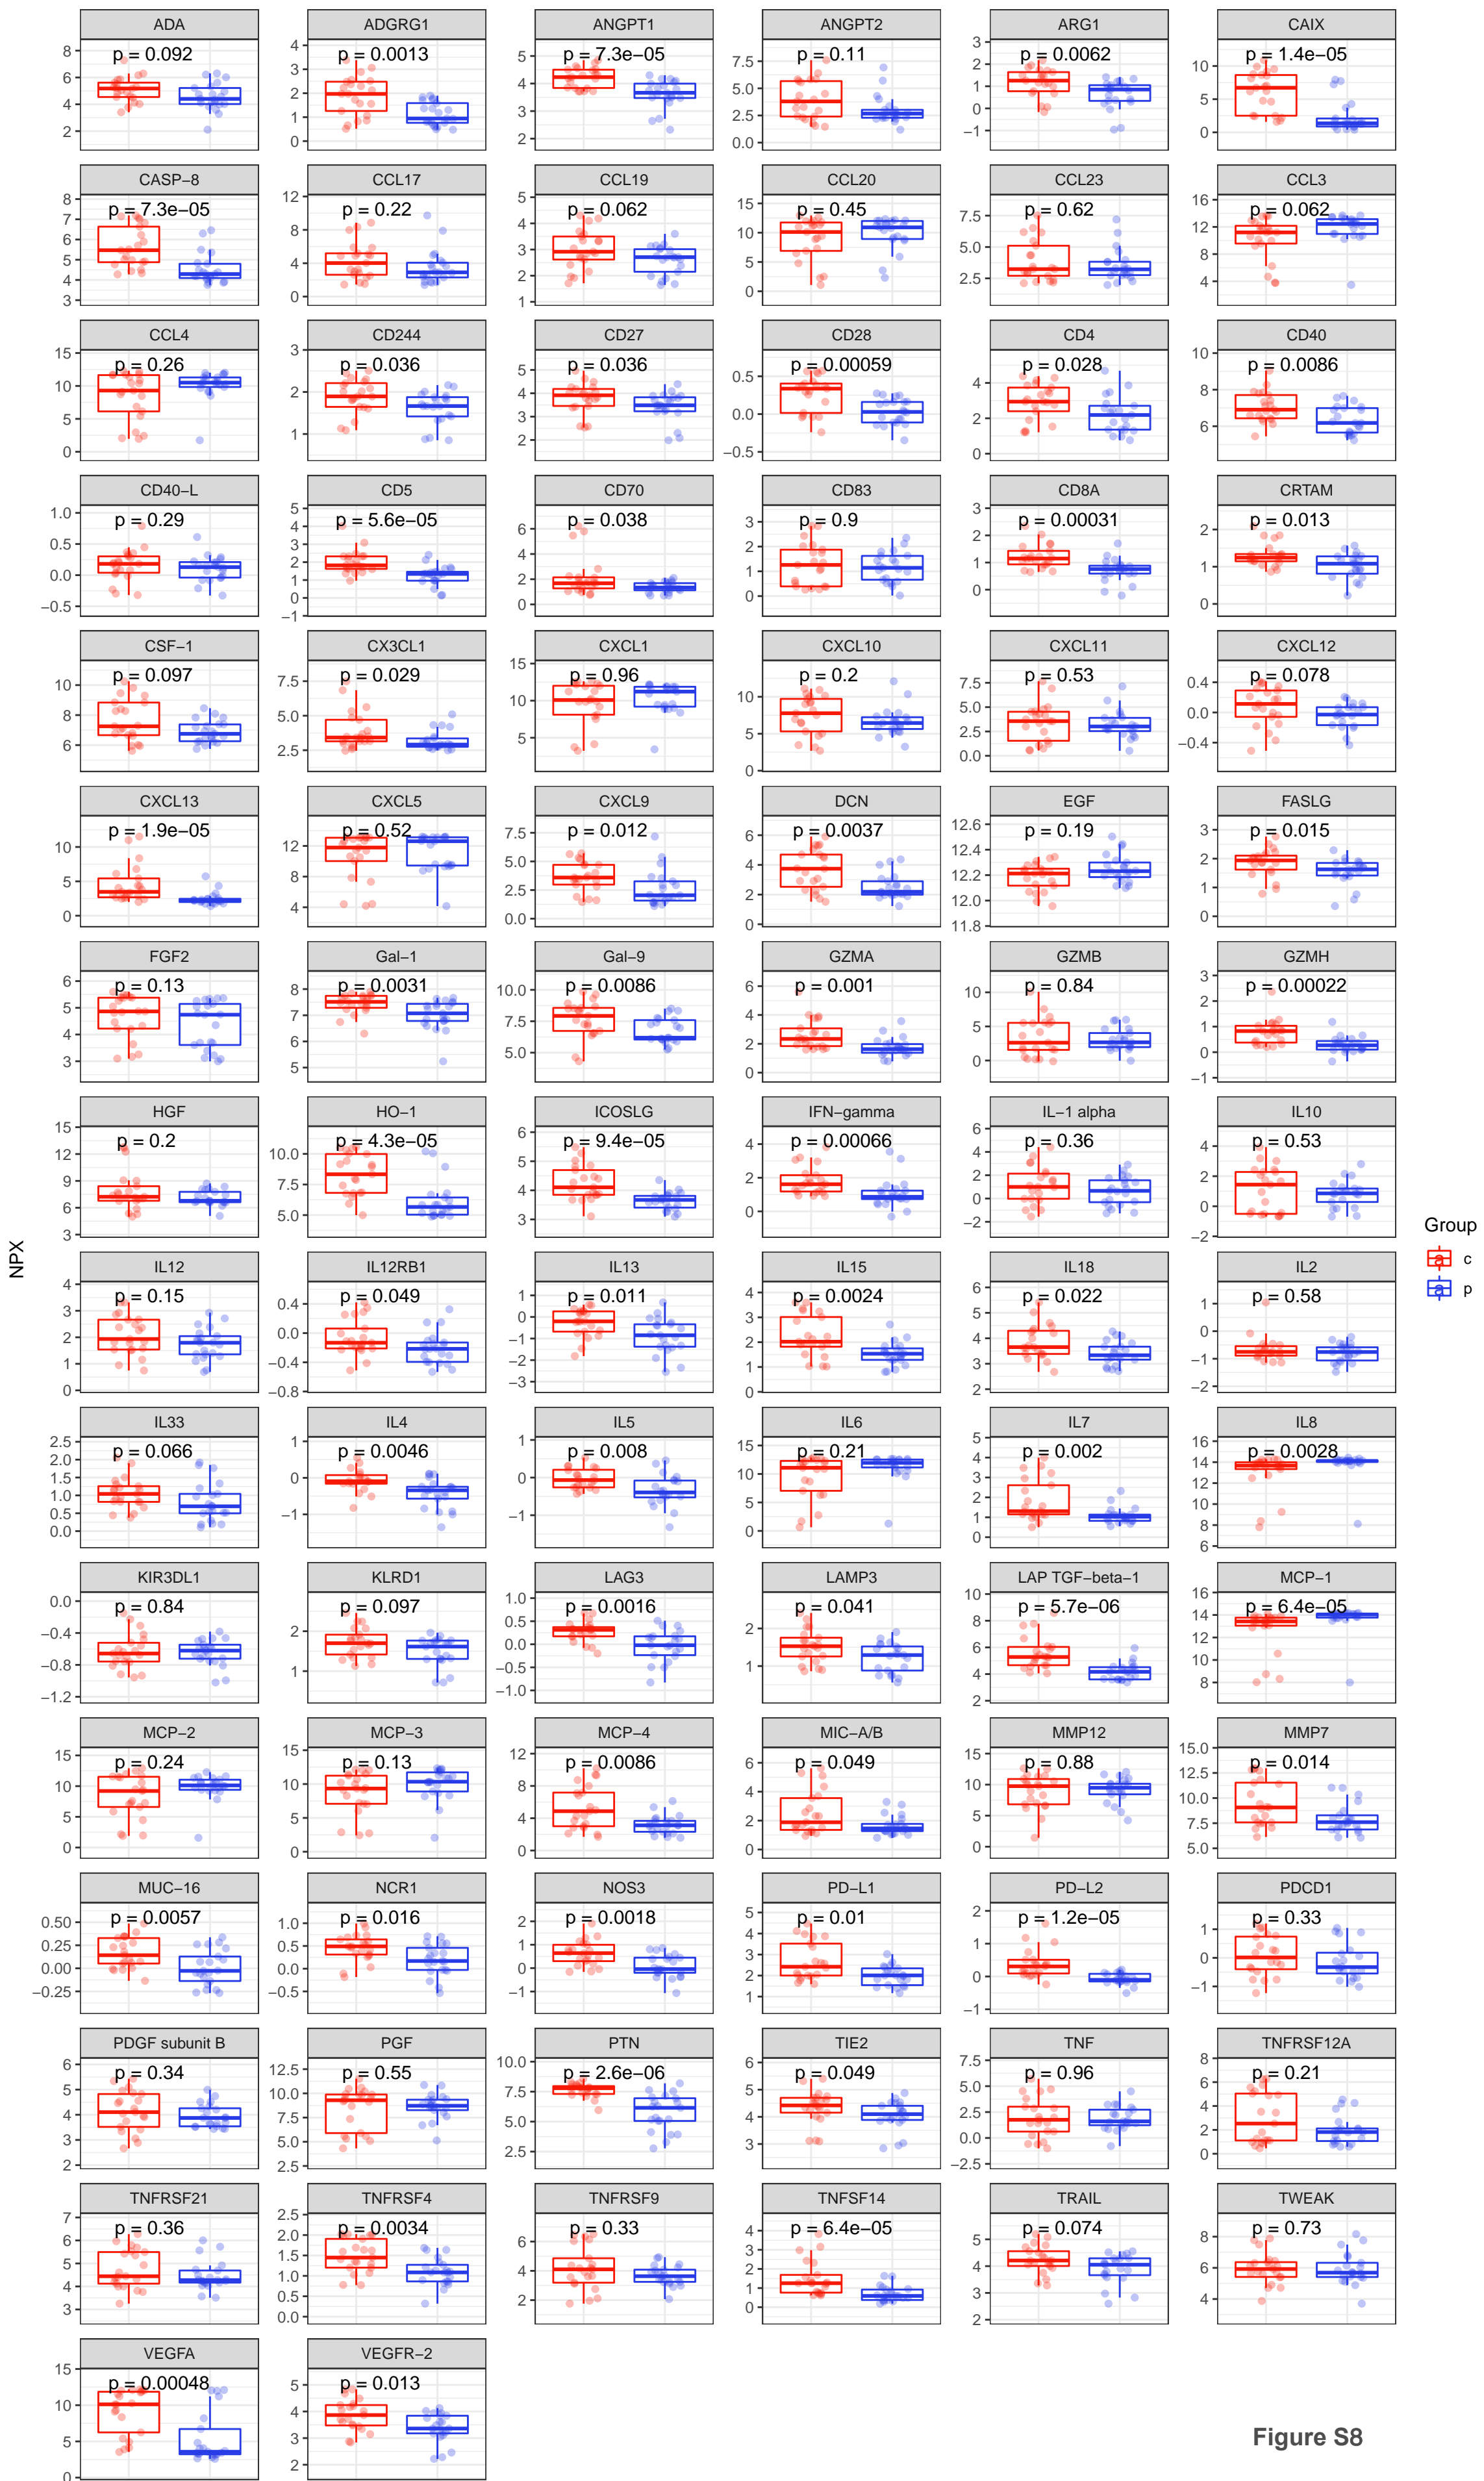 ADA ADGRG1 ANGPT1 ANGPT2 ARG1 CAIX
p = 0.092 p = 0.0013 p = 7.3e−05 p = 0.11 p = 0.0062 p = 1.4e−05
CASP−8 CCL17 CCL19 CCL20 CCL23 CCL3
p = 7.3e−05 p = 0.22 p = 0.062 p = 0.45 p = 0.62 p = 0.062
CCL4 CD244 CD27 CD28 CD4 CD40
p = 0.26 p = 0.036 p = 0.036 p = 0.00059 p = 0.028 p = 0.0086
CD40−L CD5 CD70 CD83 CD8A CRTAM
p = 0.29 p = 5.6e−05 p = 0.038 p = 0.9 p = 0.00031 p = 0.013
CSF−1 CX3CL1 CXCL1 CXCL10 CXCL11 CXCL12
p = 0.097 p = 0.029 p = 0.96 p = 0.2 p = 0.53 p = 0.078
CXCL13 CXCL5 CXCL9 DCN EGF FASLG
p = 1.9e−05 p = 0.52 p = 0.012 p = 0.0037 p = 0.19 p = 0.015
FGF2 Gal−1 Gal−9 GZMA GZMB GZMH
p = 0.13 p = 0.0031 p = 0.0086 p = 0.001 p = 0.84 p = 0.00022
HGF HO−1 ICOSLG IFN−gamma IL−1 alpha IL10
p = 0.2 p = 4.3e−05 p = 9.4e−05 p = 0.00066 p = 0.36 p = 0.53
NPX
Group
c
p
IL12 IL12RB1 IL13 IL15 IL18 IL2
p = 0.15 p = 0.049 p = 0.011 p = 0.0024 p = 0.022 p = 0.58
IL33 IL4 IL5 IL6 IL7 IL8
p = 0.066 p = 0.0046 p = 0.008 p = 0.21 p = 0.002 p = 0.0028
KIR3DL1 KLRD1 LAG3 LAMP3 LAP TGF−beta−1 MCP−1
p = 0.84 p = 0.097 p = 0.0016 p = 0.041 p = 5.7e−06 p = 6.4e−05
MCP−2 MCP−3 MCP−4 MIC−A/B MMP12 MMP7
p = 0.24 p = 0.13 p = 0.0086 p = 0.049 p = 0.88 p = 0.014
MUC−16 NCR1 NOS3 PD−L1 PD−L2 PDCD1
p = 0.0057 p = 0.016 p = 0.0018 p = 0.01 p = 1.2e−05 p = 0.33
PDGF subunit B PGF PTN TIE2 TNF TNFRSF12A
p = 0.34 p = 0.55 p = 2.6e−06 p = 0.049 p = 0.96 p = 0.21
TNFRSF21 TNFRSF4 TNFRSF9 TNFSF14 TRAIL TWEAK
p = 0.36 p = 0.0034 p = 0.33 p = 6.4e−05 p = 0.074 p = 0.73
VEGFA VEGFR−2
p = 0.00048 p = 0.013
Figure S8